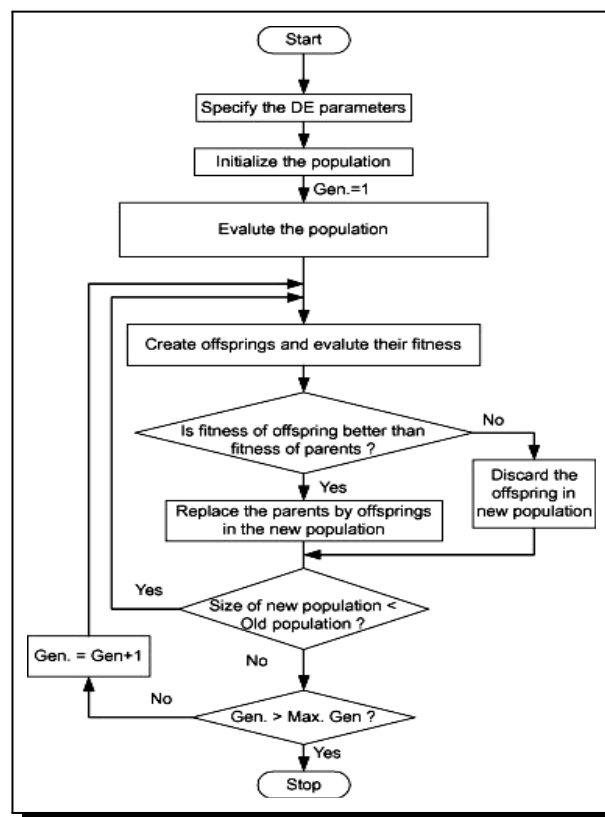 Start
Specify the DE parameters
Initialize the population
Gen.=1
Evalute the population
Create offsprings and evaluate their fitness
Is fitness of offspring better than
fitness of parents ?
No
Yes
Discard the
offspring in
new population
Replace the parents by offsprings
in the new population
Yes
Size of new population <
Old population ?
Gen. = Gen+1
No
No
Gen. > Max. Gen ?
Yes
Stop